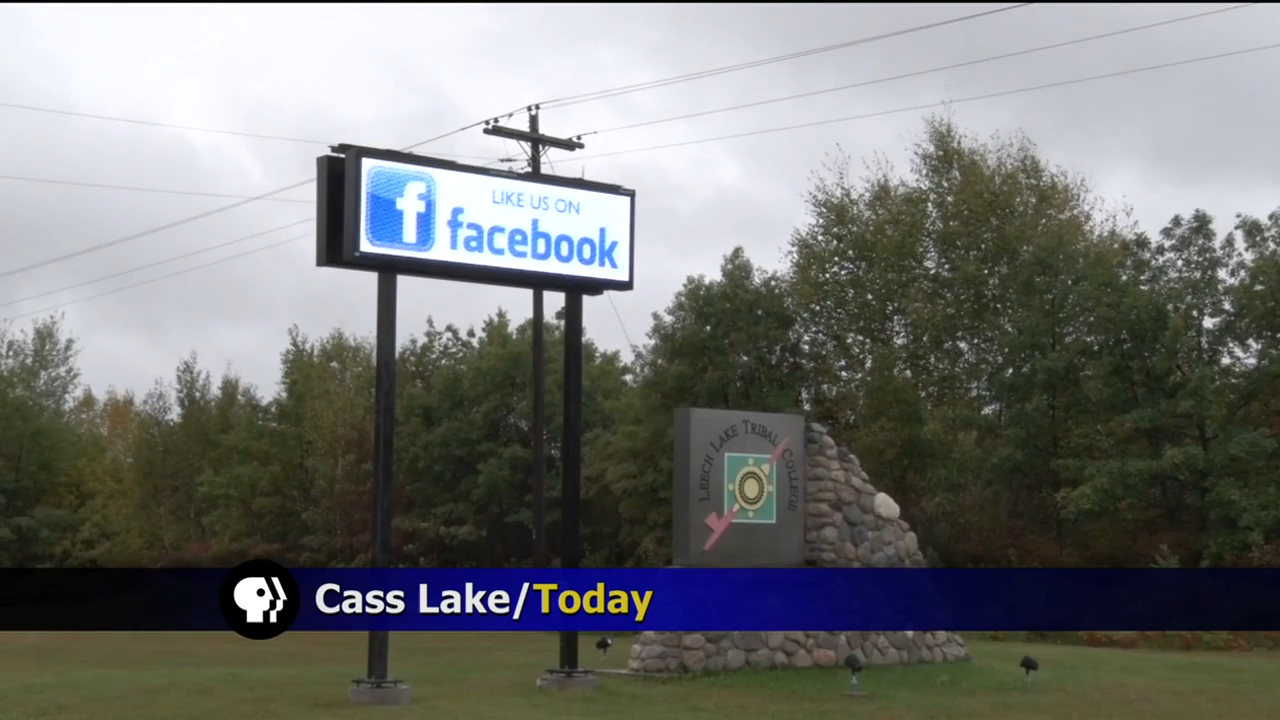 f
LIKE US ON
facebook
LEECH LAKE TRIBAL COLLEGE
Cass Lake/Today